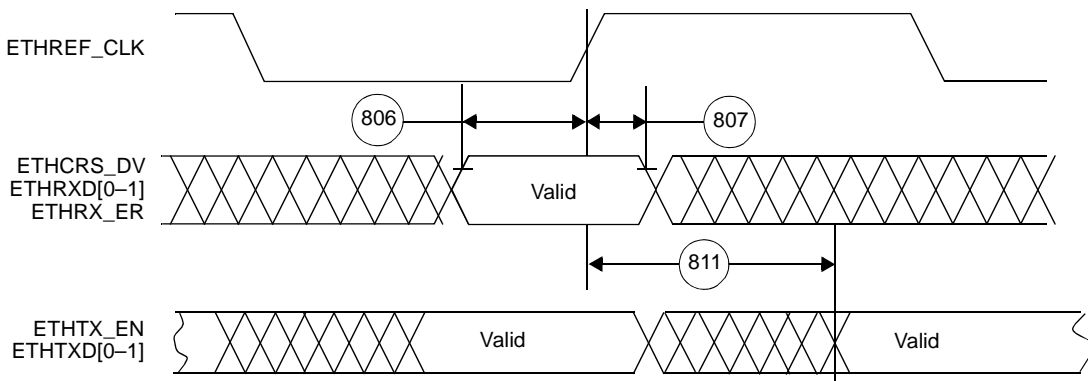 ETHREF_CLK
806
807
ETHCRS_DV
ETHRXD[0–1]
ETHRX_ER
Valid
811
ETHTX_EN
ETHTXD[0–1]
Valid
Valid